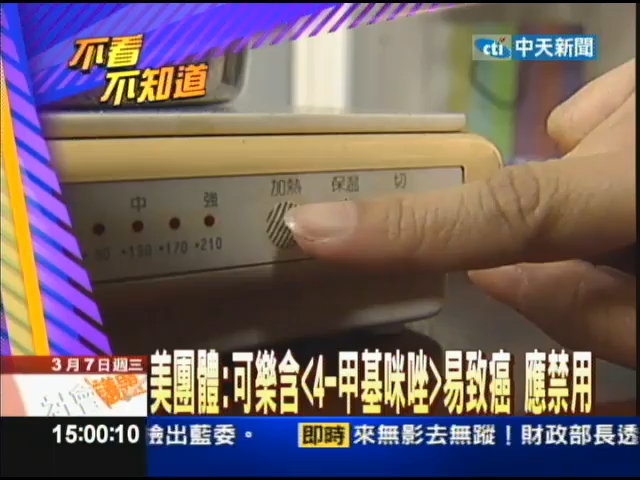 不看
不知道
cti 中天新聞
加熱 保溫 切
中 強
•130 •170 •210
3月7日週三
美團體:可樂含<4-甲基咪唑>易致癌 應禁用
15:00:10
出藍委。 即時 來無影去無蹤！財政部長透